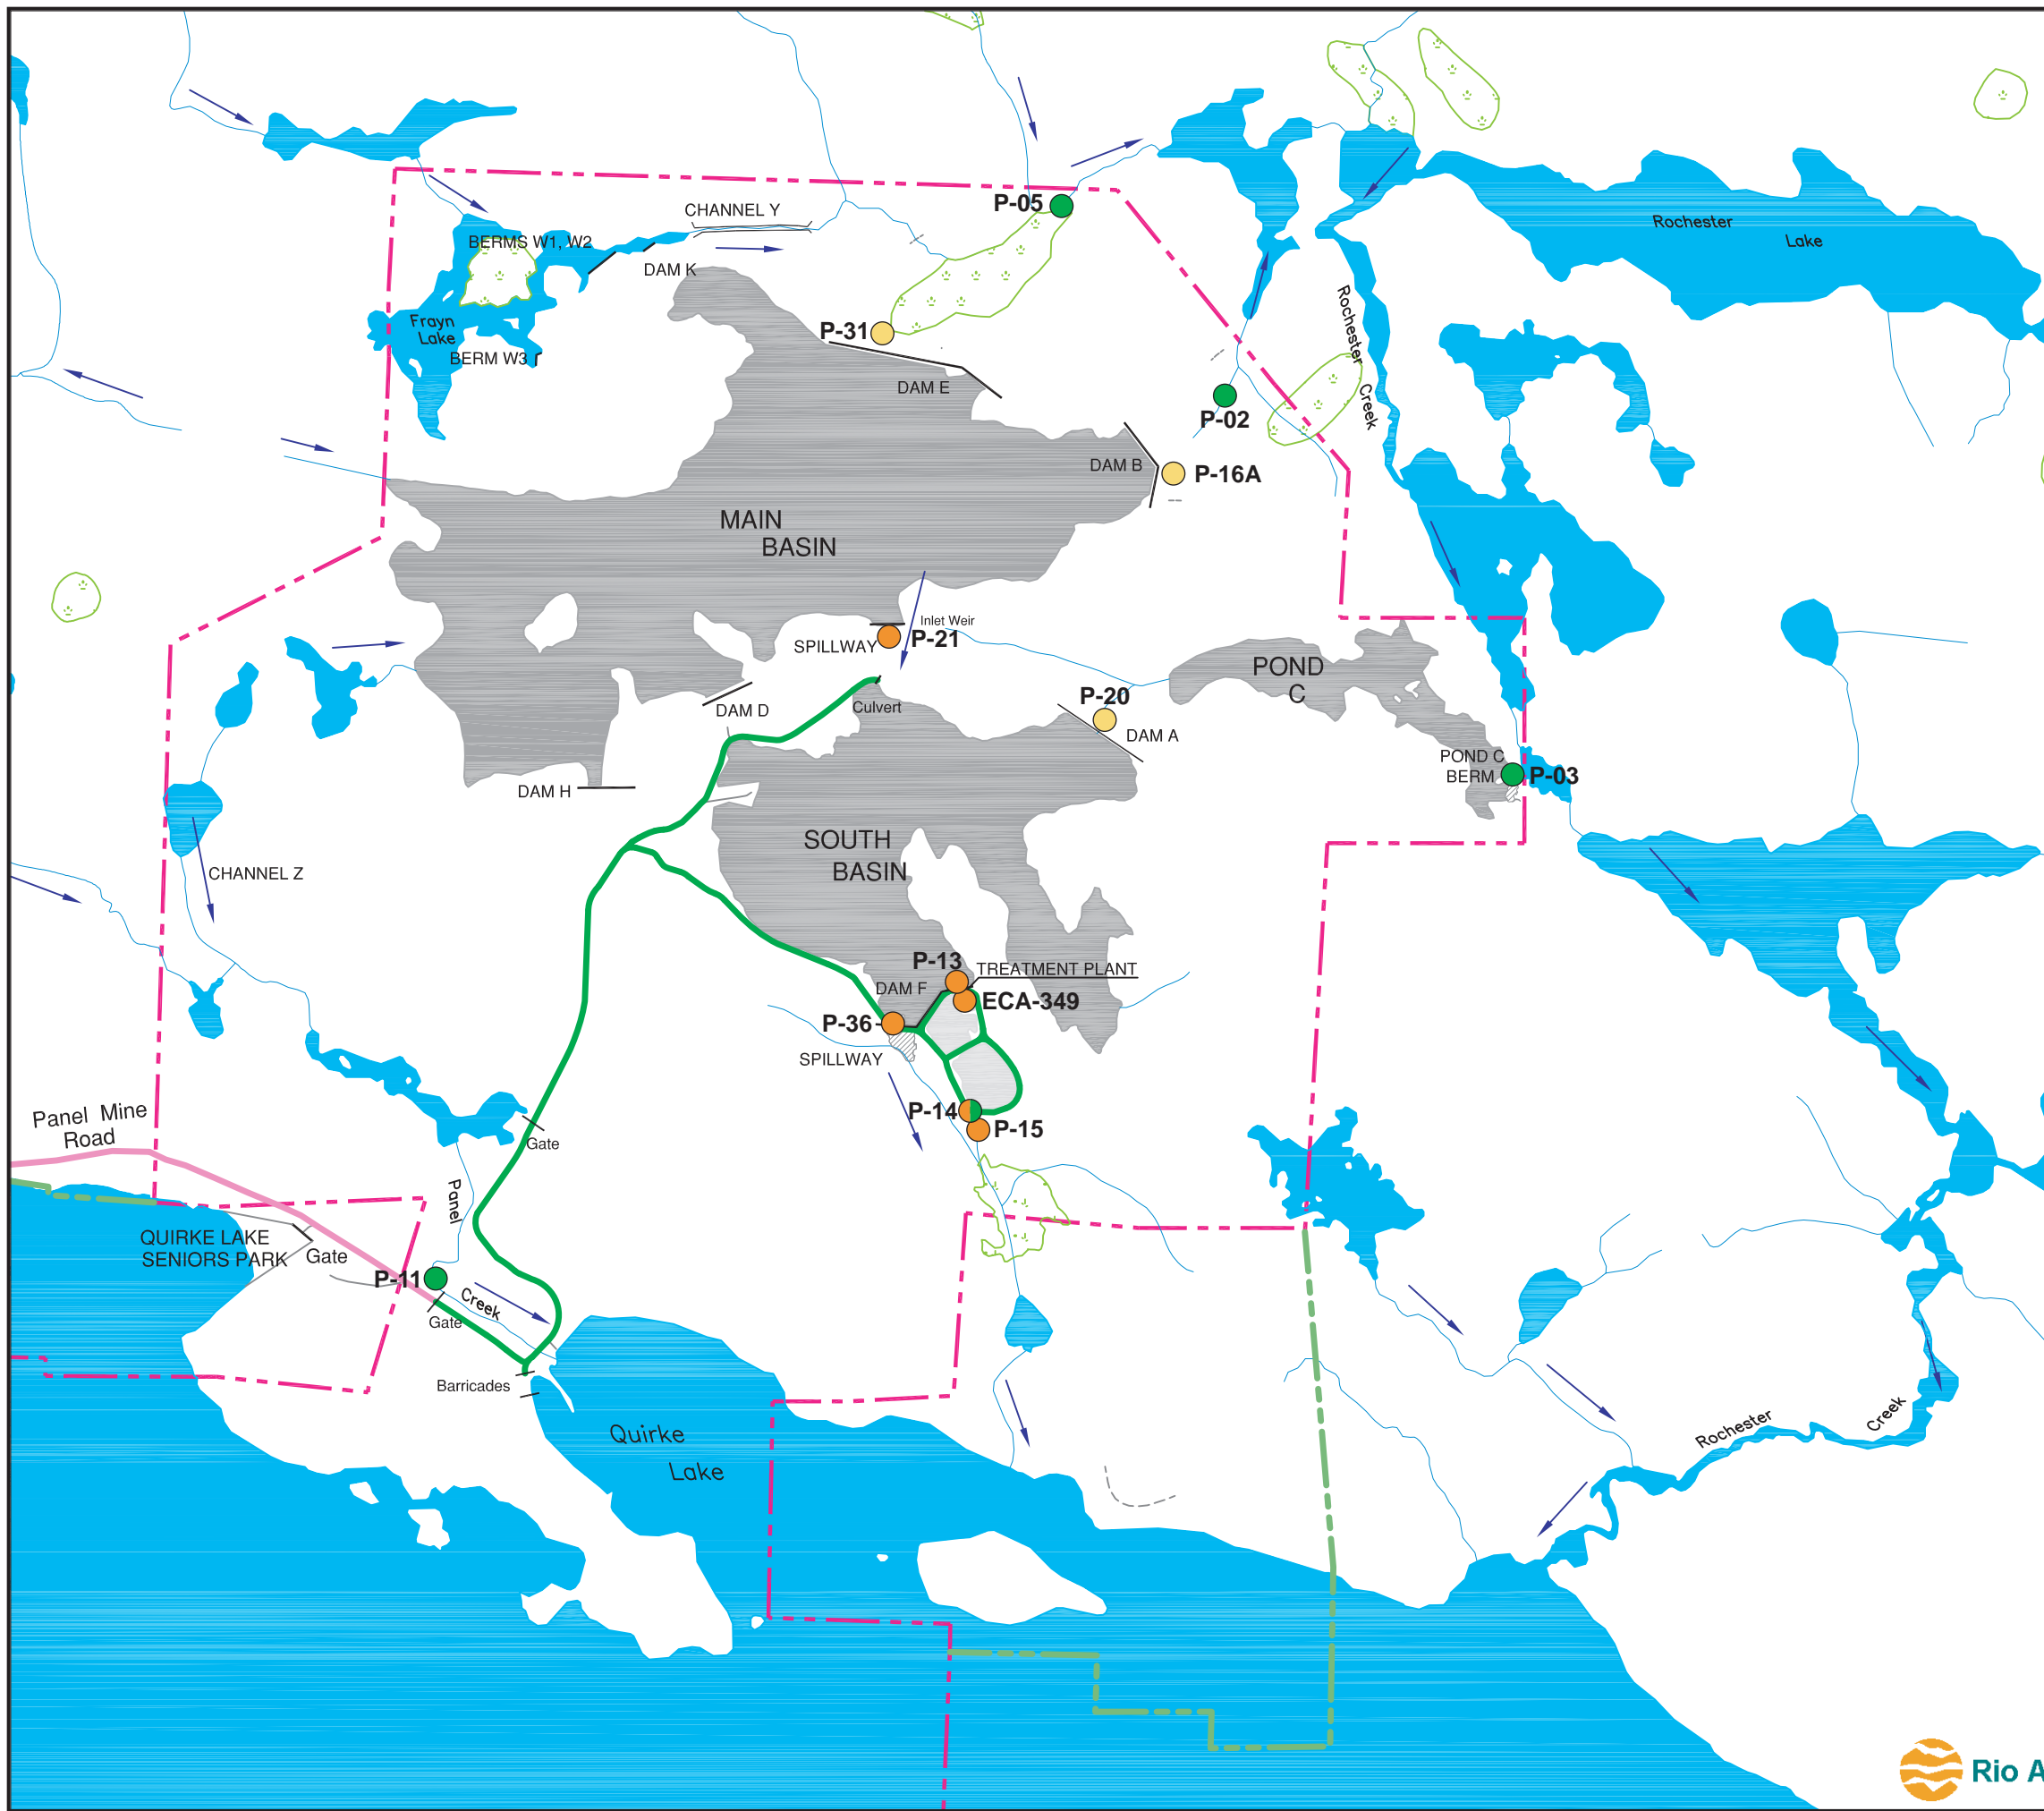 P-05
CHANNEL Y
BERMS W1, W2
DAM K
Rochester
Lake
Frayn
Lake
BERM W3
P-31
DAM E
Rochester
Creek
P-02
DAM B
P-16A
MAIN
BASIN
Inlet Weir
SPILLWAY
P-21
POND
C
P-20
DAM A
Culvert
DAM D
POND C
BERM
P-03
DAM H
SOUTH
BASIN
CHANNEL Z
P-13
TREATMENT PLANT
DAM F
ECA-349
P-36
SPILLWAY
P-14
P-15
Panel Mine
Road
Gate
Panel
Creek
QUIRKE LAKE
SENIORS PARK
Gate
P-11
Gate
Barricades
Quirke
Lake
Rochester
Creek
Rio A